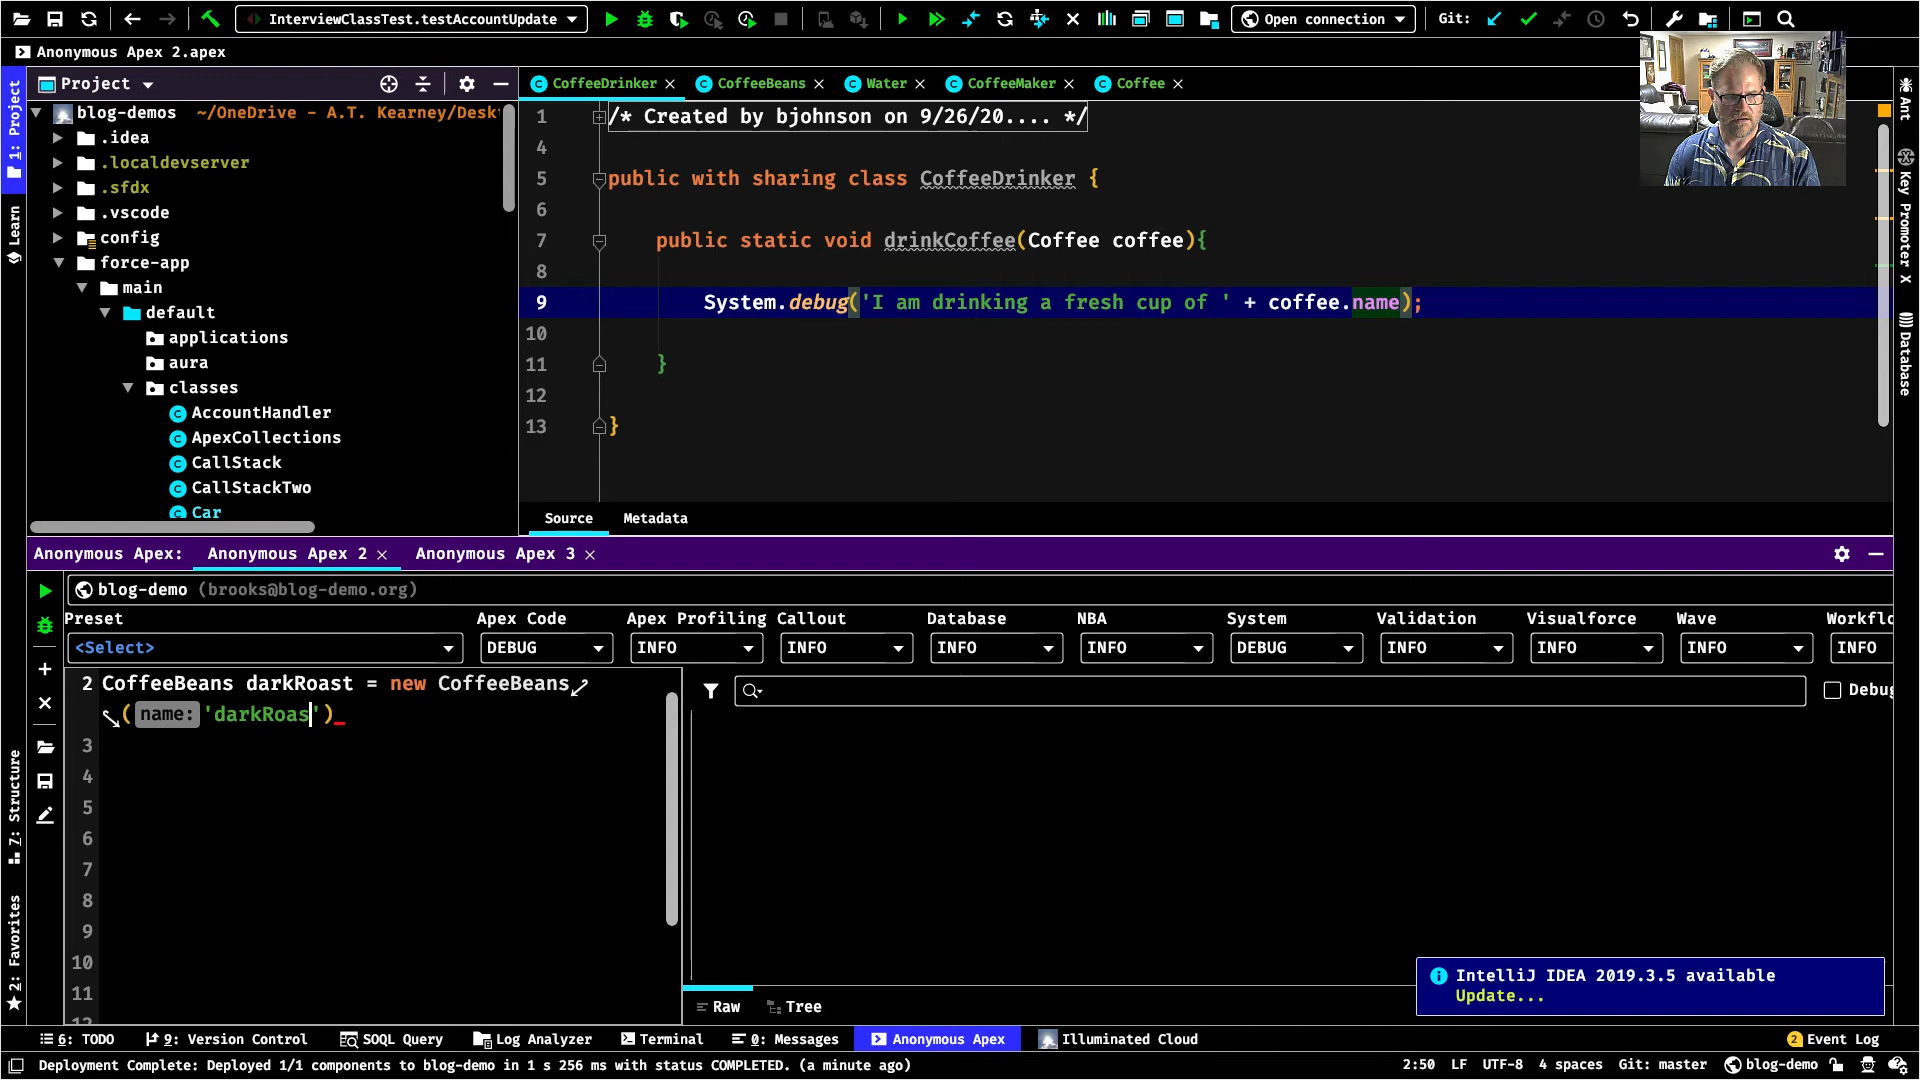 InterviewClassTest.testAccountUpdate
Open connection
Git:
Anonymous Apex 2.apex
Project
CoffeeDrinker
CoffeeBeans
Water
CoffeeMaker
Coffee
1: Project
Learn
7: Structure
2: Favorites
Ant
Key Promoter X
Database
blog-demos ~/OneDrive - A.T. Kearney/Deskt
.idea
.localdevserver
.sfdx
.vscode
config
force-app
main
default
applications
aura
classes
AccountHandler
ApexCollections
CallStack
CallStackTwo
Car
1 /* Created by bjohnson on 9/26/20.... */
4
5 public with sharing class CoffeeDrinker {
6
7 public static void drinkCoffee(Coffee coffee){
8
9 System.debug('I am drinking a fresh cup of ' + coffee.name);
10
11 }
12
13 }
Source Metadata
Anonymous Apex: Anonymous Apex 2 Anonymous Apex 3
blog-demo (brooks@blog-demo.org)
Preset Apex Code Apex Profiling Callout Database NBA System Validation Visualforce Wave Workflo
<Select> DEBUG INFO INFO INFO INFO DEBUG INFO INFO INFO INFO
2 CoffeeBeans darkRoast = new CoffeeBeans
(name: 'darkRoas')
3
4
5
6
7
8
9
10
11
12
Debug
Raw Tree
IntelliJ IDEA 2019.3.5 available
Update...
6: TODO 9: Version Control SOQL Query Log Analyzer Terminal 0: Messages Anonymous Apex Illuminated Cloud 2 Event Log
Deployment Complete: Deployed 1/1 components to blog-demo in 1 s 256 ms with status COMPLETED. (a minute ago) 2:50 LF UTF-8 4 spaces Git: master blog-demo